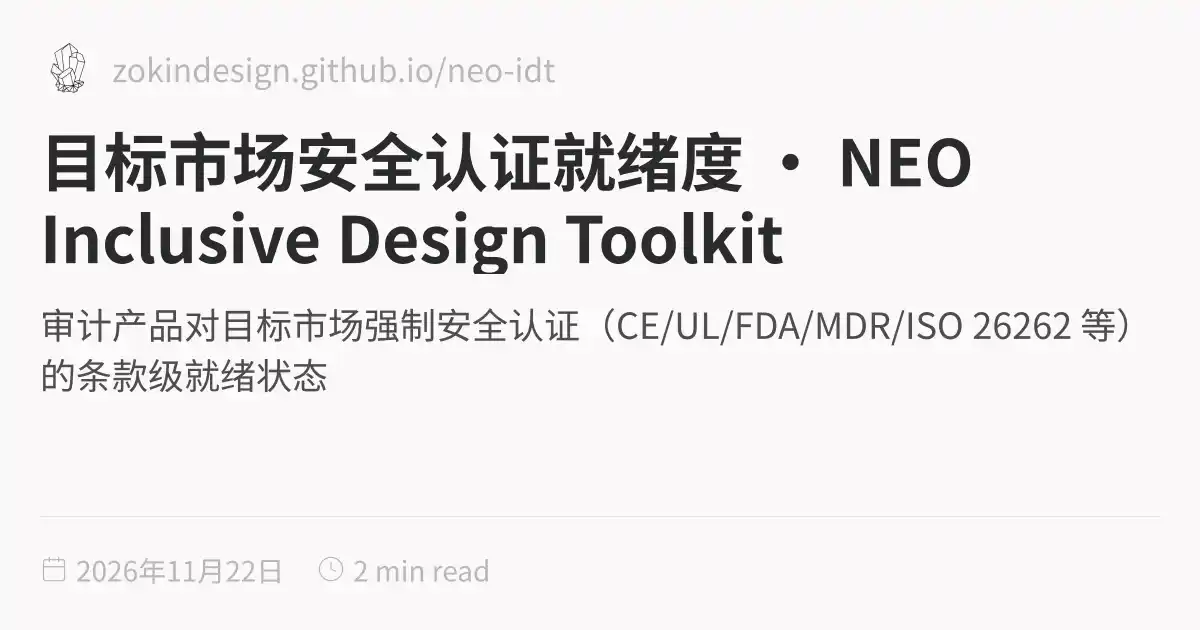 zokindesign.github.io/neo-idt
目标市场安全认证就绪度 · NEO
Inclusive Design Toolkit
审计产品对目标市场强制安全认证（CE/UL/FDA/MDR/ISO 26262 等）
的条款级就绪状态
2026年11月22日 2 min read